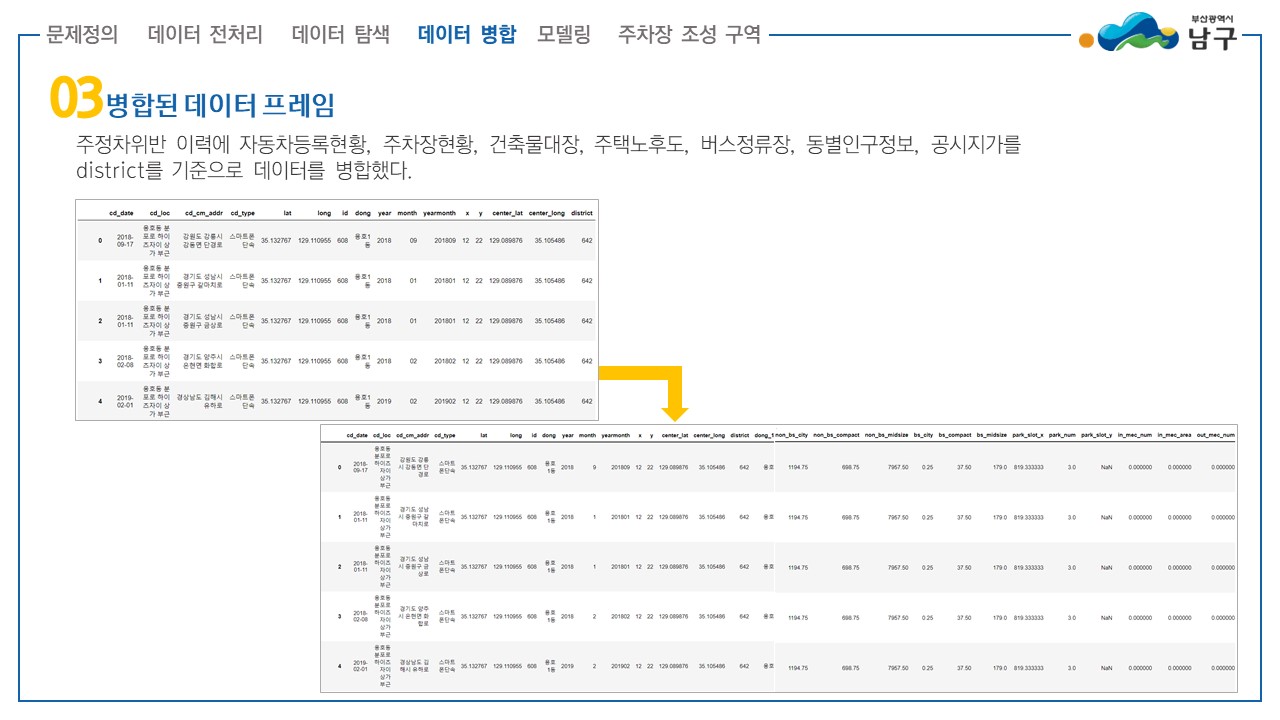 문제정의 데이터 전처리 데이터 탐색 데이터 병합 모델링 주차장 조성 구역
부산광역시
남구
03 병합된 데이터 프레임
주정차위반 이력에 자동차등록현황, 주차장현황, 건축물대장, 주택노후도, 버스정류장, 동별인구정보, 공시지가를
district를 기준으로 데이터를 병합했다.
cd_date cd_loc cd_cm_addr cd_type lat long id dong year month yearmonth x y center_lat center_long district
0 2018-09-17 용호동 분포로 하이즈자이 상가 부근 강원도 강릉시 강동면 단경로 스마트폰단속 35.132767 129.110955 608 용호1동 2018 09 201809 12 22 129.089876 35.105486 642
1 2018-01-11 용호동 분포로 하이즈자이 상가 부근 경기도 성남시 중원구 갈마치로 스마트폰단속 35.132767 129.110955 608 용호1동 2018 01 201801 12 22 129.089876 35.105486 642
2 2018-01-11 용호동 분포로 하이즈자이 상가 부근 경기도 성남시 중원구 금상로 스마트폰단속 35.132767 129.110955 608 용호1동 2018 01 201801 12 22 129.089876 35.105486 642
3 2018-02-08 용호동 분포로 하이즈자이 상가 부근 경기도 양주시 은현면 화합로 스마트폰단속 35.132767 129.110955 608 용호1동 2018 02 201802 12 22 129.089876 35.105486 642
4 2019-02-01 용호동 분포로 하이즈자이 상가 부근 경상남도 김해시 유하로 스마트폰단속 35.132767 129.110955 608 용호1동 2019 02 201902 12 22 129.089876 35.105486 642
cd_date cd_loc cd_cm_addr cd_type lat long id dong year month yearmonth x y center_lat center_long district dong_1 non_bs_city non_bs_compact non_bs_midsize bs_city bs_compact bs_midsize park_slot_x park_num park_slot_y in_mec_num in_mec_area out_mec_num
0 2018-09-17 용호동 분포로 하이즈자이 상가 부근 강원도 강릉시 강동면 단경로 스마트폰단속 35.132767 129.110955 608 용호1동 2018 9 201809 12 22 129.089876 35.105486 642 용호 1194.75 698.75 7957.50 0.25 37.50 179.0 819.333333 3.0 NaN 0.000000 0.000000 0.000000
1 2018-01-11 용호동 분포로 하이즈자이 상가 부근 경기도 성남시 중원구 갈마치로 스마트폰단속 35.132767 129.110955 608 용호1동 2018 1 201801 12 22 129.089876 35.105486 642 용호 1194.75 698.75 7957.50 0.25 37.50 179.0 819.333333 3.0 NaN 0.000000 0.000000 0.000000
2 2018-01-11 용호동 분포로 하이즈자이 상가 부근 경기도 성남시 중원구 금상로 스마트폰단속 35.132767 129.110955 608 용호1동 2018 1 201801 12 22 129.089876 35.105486 642 용호 1194.75 698.75 7957.50 0.25 37.50 179.0 819.333333 3.0 NaN 0.000000 0.000000 0.000000
3 2018-02-08 용호동 분포로 하이즈자이 상가 부근 경기도 양주시 은현면 화합로 스마트폰단속 35.132767 129.110955 608 용호1동 2018 2 201802 12 22 129.089876 35.105486 642 용호 1194.75 698.75 7957.50 0.25 37.50 179.0 819.333333 3.0 NaN 0.000000 0.000000 0.000000
4 2019-02-01 용호동 분포로 하이즈자이 상가 부근 경상남도 김해시 유하로 스마트폰단속 35.132767 129.110955 608 용호1동 2019 2 201902 12 22 129.089876 35.105486 642 용호 1194.75 698.75 7957.50 0.25 37.50 179.0 819.333333 3.0 NaN 0.000000 0.000000 0.000000